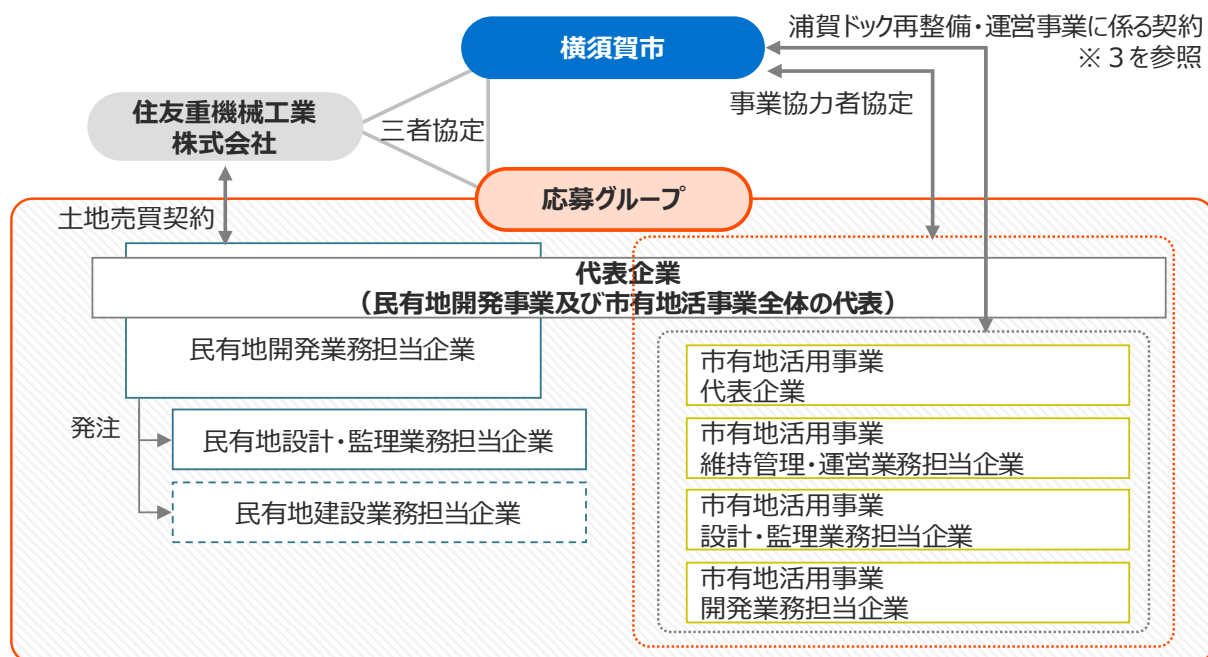 浦賀ドック再整備・運営事業に係る契約
※３を参照
横須賀市
事業協力者協定
住友重機械工業
株式会社
三者協定
応募グループ
土地売買契約
代表企業
（民有地開発事業及び市有地活事業全体の代表）
民有地開発業務担当企業
発注
民有地設計・監理業務担当企業
民有地建設業務担当企業
市有地活用事業
代表企業
市有地活用事業
維持管理・運営業務担当企業
市有地活用事業
設計・監理業務担当企業
市有地活用事業
開発業務担当企業